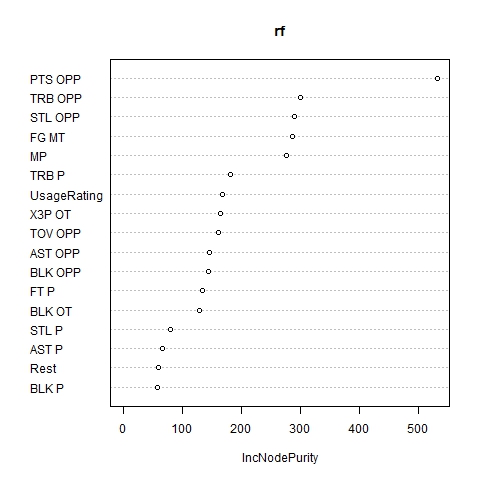 rf
PTS OPP
TRB OPP
STL OPP
FG MT
MP
TRB P
UsageRating
X3P OT
TOV OPP
AST OPP
BLK OPP
FT P
BLK OT
STL P
AST P
Rest
BLK P
0 100 200 300 400 500
IncNodePurity